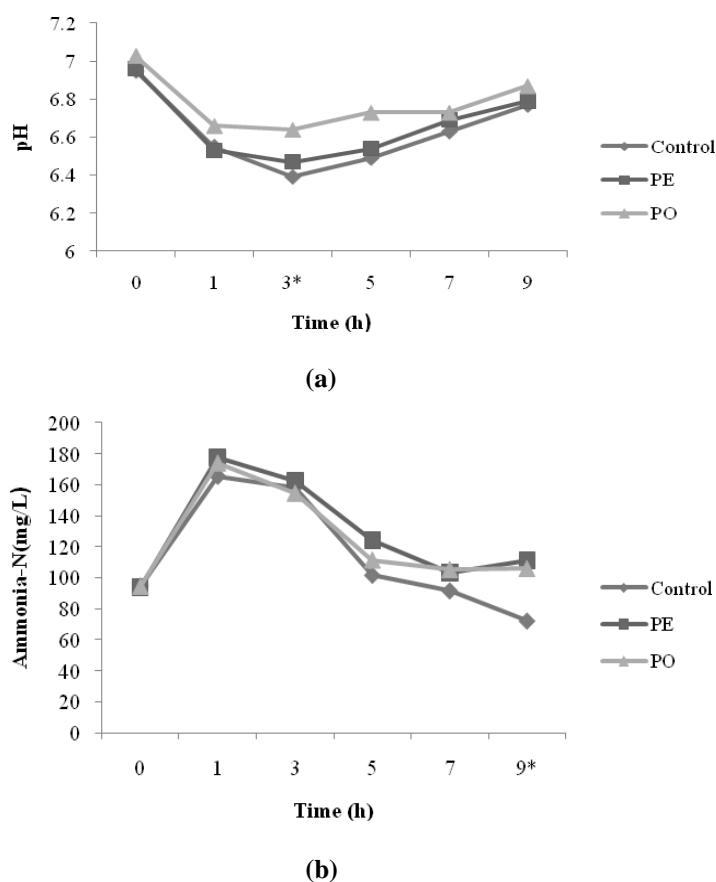 7.2
7
6.8
6.6
6.4
6.2
6
pH
0 1 3* 5 7 9
Time (h)
Control
PE
PO
(a)
200
180
160
140
120
100
80
60
40
20
0
Ammonia-N(mg/L)
0 1 3 5 7 9*
Time (h)
Control
PE
PO
(b)